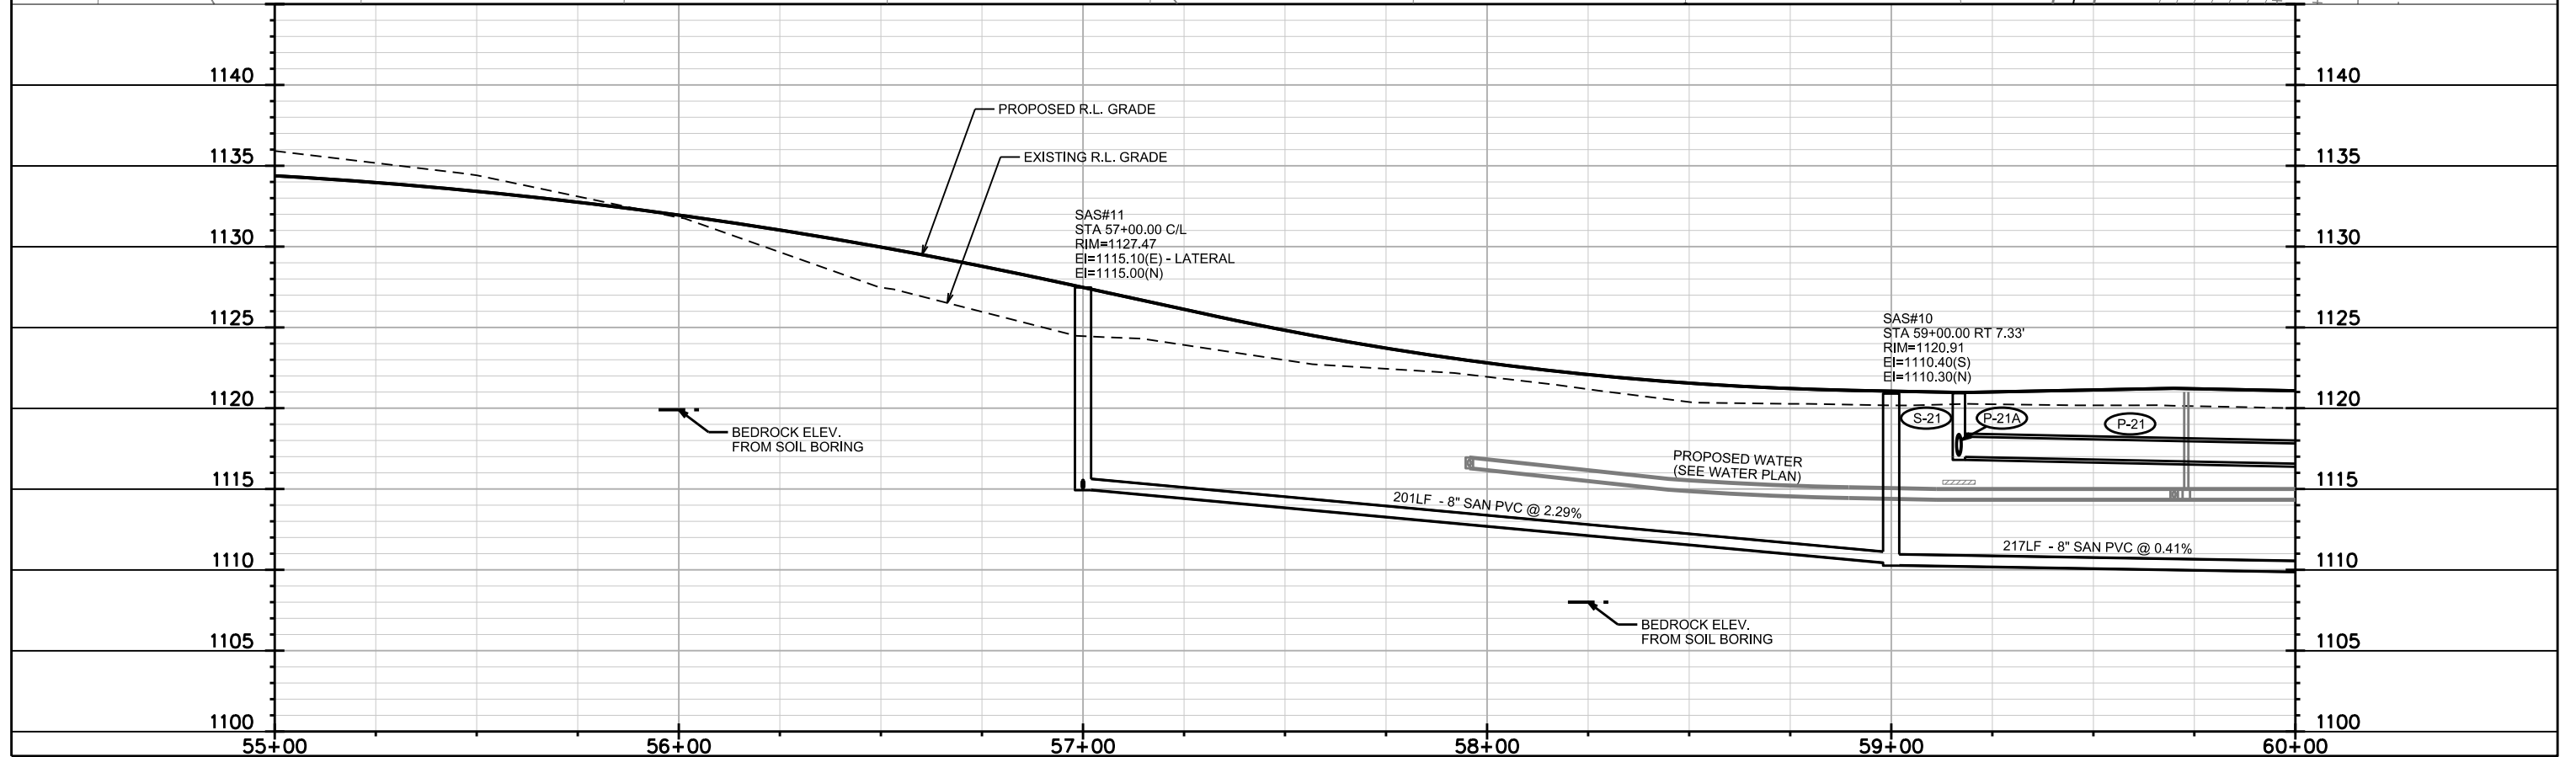 1140
1140
PROPOSED R.L. GRADE
1135
EXISTING R.L. GRADE
1135
SAS#11
STA 57+00.00 C/L
RIM=1127.47
EI=1115.10(E) - LATERAL
EI=1115.00(N)
1130
1130
1125
1125
SAS#10
STA 59+00.00 RT 7.33'
RIM=1120.91
EI=1110.40(S)
EI=1110.30(N)
1120
1120
S-21
P-21A
P-21
BEDROCK ELEV.
FROM SOIL BORING
PROPOSED WATER
(SEE WATER PLAN)
1115
1115
201LF - 8" SAN PVC @ 2.29%
217LF - 8" SAN PVC @ 0.41%
1110
1110
BEDROCK ELEV.
FROM SOIL BORING
1105
1105
1100
1100
55+00
56+00
57+00
58+00
59+00
60+00